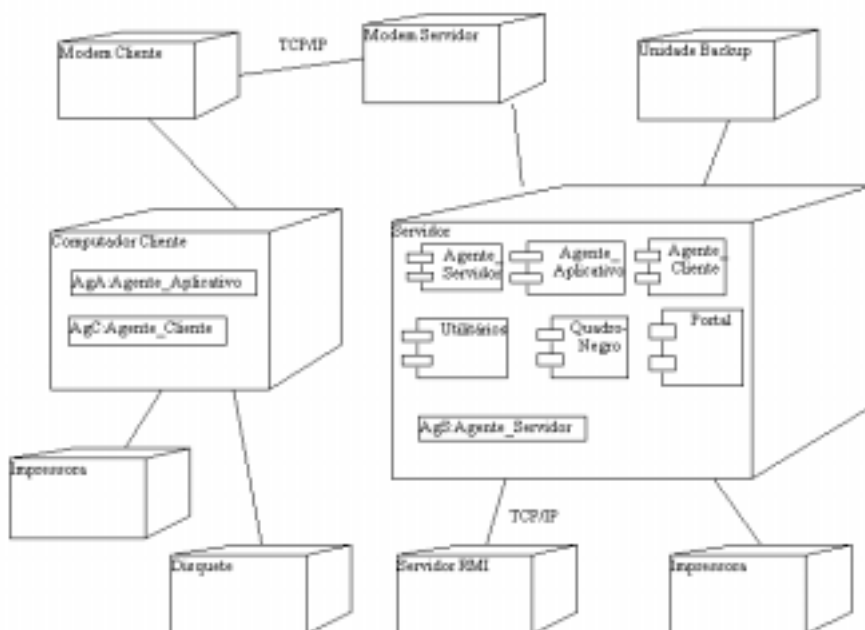 Modem Cliente
TCP/IP
Modem Servidor
Unidade Backup
Computador Cliente
AgA:Agente_Aplicativo
AgC:Agente_Cliente
Servidor
Agente_
Servidor
Agente_
Aplicativo
Agente_
Cliente
Utilitários
Quadro-
Negro
Portal
AgS:Agente_Servidor
Impressora
TCP/IP
Disquete
Servidor RMI
Impressora